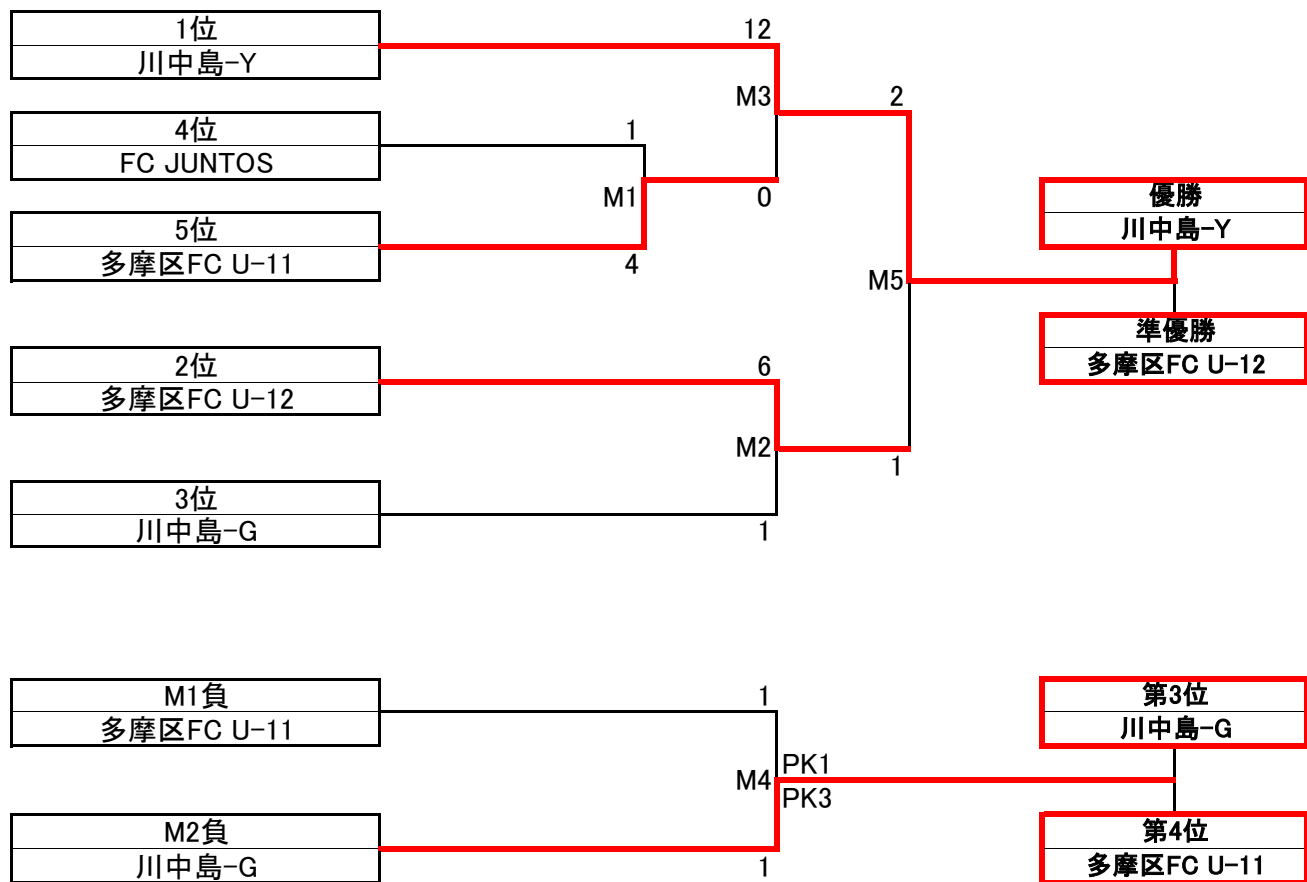 1位
川中島-Y
12
M3
2
4位
FC JUNTOS
1
M1
0
5位
多摩区FC U-11
4
優勝
川中島-Y
M5
準優勝
多摩区FC U-12
2位
多摩区FC U-12
6
M2
1
3位
川中島-G
1
M1負
多摩区FC U-11
1
第3位
川中島-G
M4
PK1
PK3
M2負
川中島-G
1
第4位
多摩区FC U-11